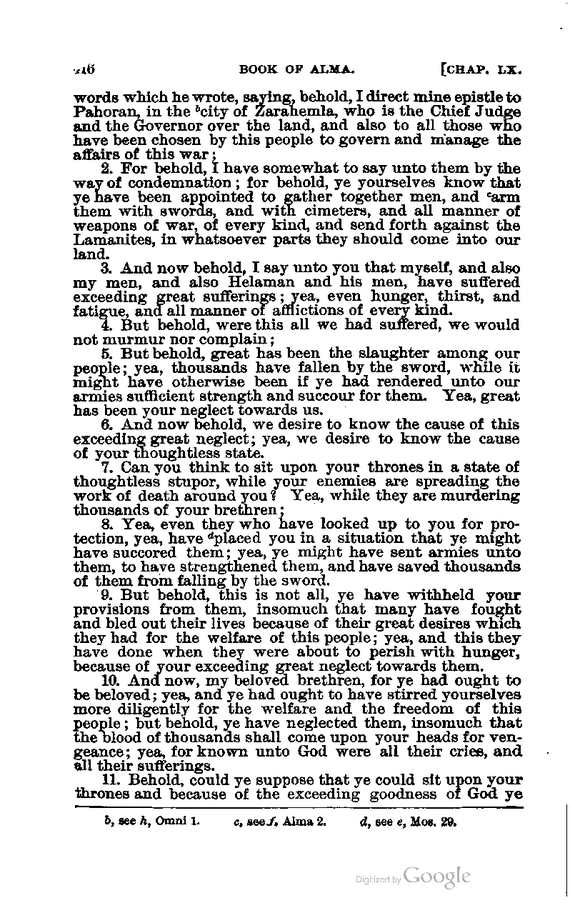 416 BOOK OF ALMA. [CHAP. LX.
words which he wrote, saying, behold, I direct mine epistle to
Pahoran, in the bcity of Zarahemla, who is the Chief Judge
and the Governor over the land, and also to all those who
have been chosen by this people to govern and manage the
affairs of this war;
2. For behold, I have somewhat to say unto them by the
way of condemnation; for behold, ye yourselves know that
ye have been appointed to gather together men, and carm
them with swords, and with cimeters, and all manner of
weapons of war, of every kind, and send forth against the
Lamanites, in whatsoever parts they should come into our
land.
3. And now behold, I say unto you that myself, and also
my men, and also Helaman and his men, have suffered
exceeding great sufferings; yea, even hunger, thirst, and
fatigue, and all manner of afflictions of every kind.
4. But behold, were this all we had suffered, we would
not murmur nor complain;
5. But behold, great has been the slaughter among our
people; yea, thousands have fallen by the sword, while it
might have otherwise been if ye had rendered unto our
armies sufficient strength and succour for them. Yea, great
has been your neglect towards us.
6. And now behold, we desire to know the cause of this
exceeding great neglect; yea, we desire to know the cause
of your thoughtless state.
7. Can you think to sit upon your thrones in a state of
thoughtless stupor, while your enemies are spreading the
work of death around you? Yea, while they are murdering
thousands of your brethren;
8. Yea, even they who have looked up to you for pro-
tection, yea, have dplaced you in a situation that ye might
have succored them; yea, ye might have sent armies unto
them, to have strengthened them, and have saved thousands
of them from falling by the sword.
9. But behold, this is not all, ye have withheld your
provisions from them, insomuch that many have fought
and bled out their lives because of their great desires which
they had for the welfare of this people; yea, and this they
have done when they were about to perish with hunger,
because of your exceeding great neglect towards them.
10. And now, my beloved brethren, for ye had ought to
be beloved; yea, and ye had ought to have stirred yourselves
more diligently for the welfare and the freedom of this
people; but behold, ye have neglected them, insomuch that
the blood of thousands shall come upon your heads for ven-
geance; yea, for known unto God were all their cries, and
all their sufferings.
11. Behold, could ye suppose that ye could sit upon your
thrones and because of the exceeding goodness of God ye
b, see h, Omni 1. c, see f, Alma 2. d, see e, Mos. 29.
Digitized by Google